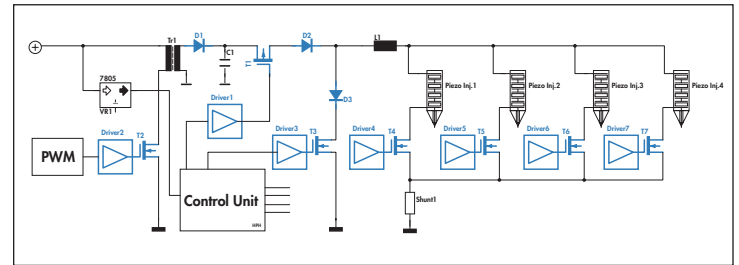 Tr1
D1
C1
T1
D2
D3
L1
7805
VR1
Piezo Inj.1
Piezo Inj.2
Piezo Inj.3
Piezo Inj.4
Driver1
PWM
Driver2
T2
Driver3
T3
Driver4
T4
Driver5
T5
Driver6
T6
Driver7
T7
Control Unit
HPH
Shunt1